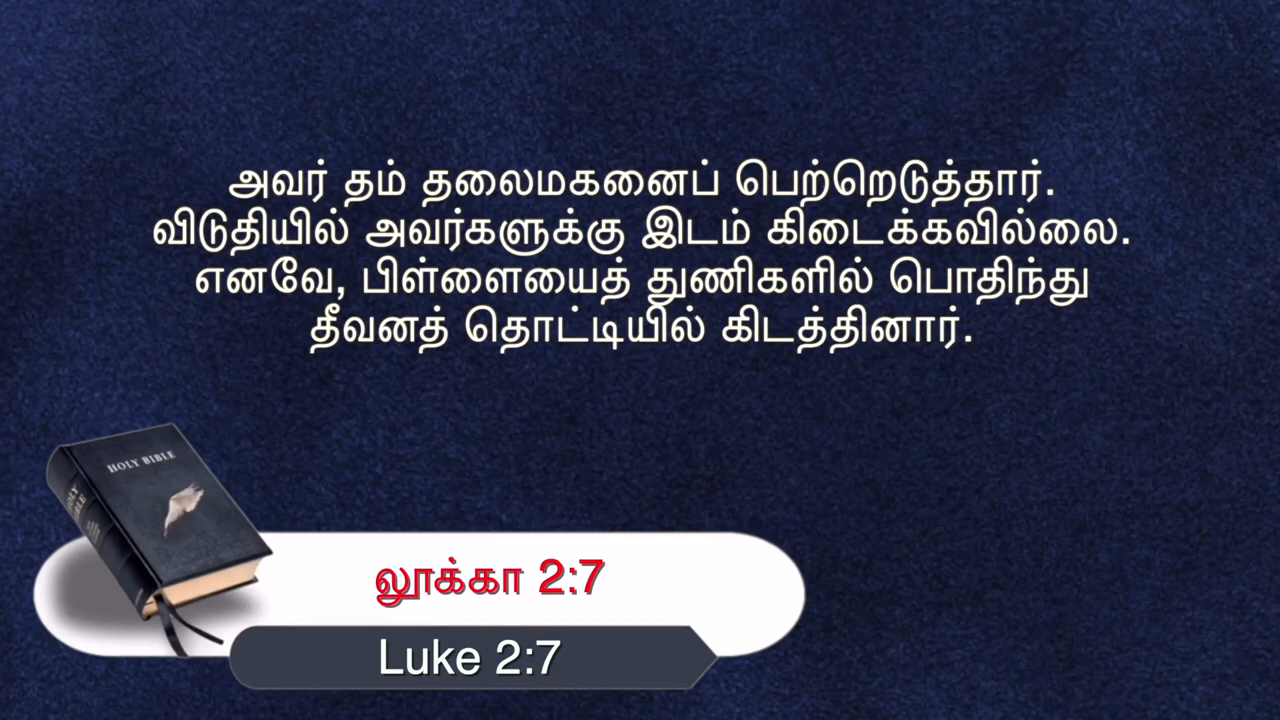 அவர் தம் தலைமகனைப் பெற்றெடுத்தார்.
விடுதியில் அவர்களுக்கு இடம் கிடைக்கவில்லை.
எனவே, பிள்ளையைத் துணிகளில் பொதிந்து
தீவனத் தொட்டியில் கிடத்தினார்.
HOLY BIBLE
லூக்கா 2:7
Luke 2:7